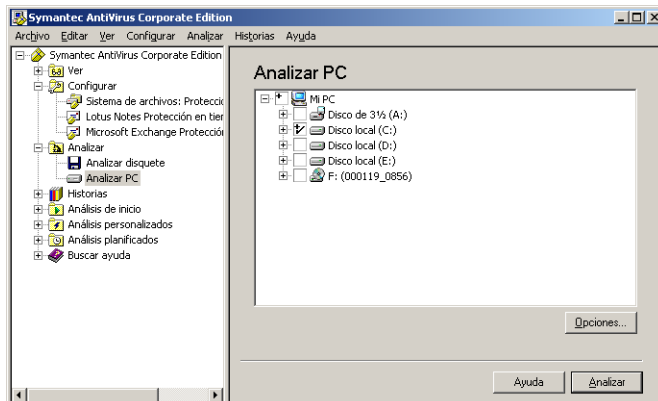 Symantec AntiVirus Corporate Edition
Archivo Editar Ver Configurar Analizar Historias Ayuda
Symantec AntiVirus Corporate Edition
Ver
Configurar
Sistema de archivos: Protecció
Lotus Notes Protección en tier
Microsoft Exchange Protecciór
Analizar
Analizar disquete
Analizar PC
Historias
Análisis de inicio
Análisis personalizados
Análisis planificados
Buscar ayuda
Analizar PC
Mi PC
Disco de 3½ (A:)
Disco local (C:)
Disco local (D:)
Disco local (E:)
F: (000119_0856)
Opciones...
Ayuda Analizar